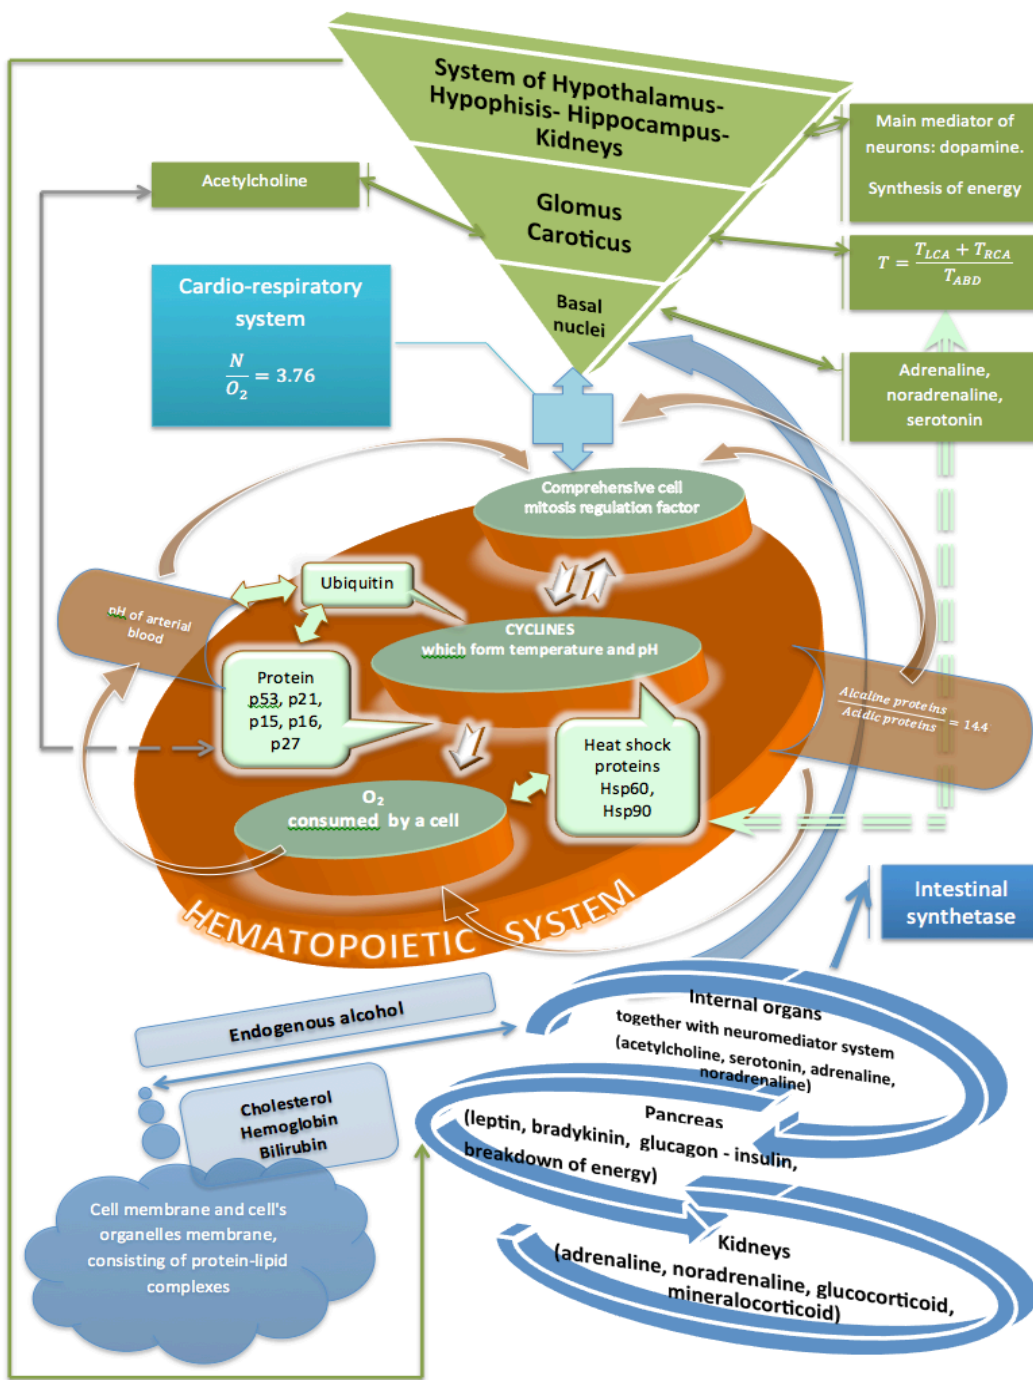 System of Hypothalamus-
Hypophisis- Hippocampus-
Kidneys
Main mediator of
neurons: dopamine.
Synthesis of energy
Acetylcholine
Glomus
Caroticus
T = (T_LCA + T_RCA) / T_ABD
Cardio-respiratory
system
N / O₂ = 3.76
Basal
nuclei
Adrenaline,
noradrenaline,
serotonin
Comprehensive cell
mitosis regulation factor
Ubiquitin
pH of arterial
blood
CYCLINES
which form temperature and pH
Protein
p53, p21,
p15, p16,
p27
Alcaline proteins / Acidic proteins = 14.4
Heat shock
proteins
Hsp60,
Hsp90
O₂
consumed by a cell
HEMATOPOIETIC SYSTEM
Intestinal
synthetase
Endogenous alcohol
Internal organs
together with neuromediator system
(acetylcholine, serotonin, adrenaline,
noradrenaline)
Cholesterol
Hemoglobin
Bilirubin
Pancreas
(leptin, bradykinin, glucagon - insulin,
breakdown of energy)
Cell membrane and cell's
organelles membrane,
consisting of protein-lipid
complexes
Kidneys
(adrenaline, noradrenaline, glucocorticoid,
mineralocorticoid)